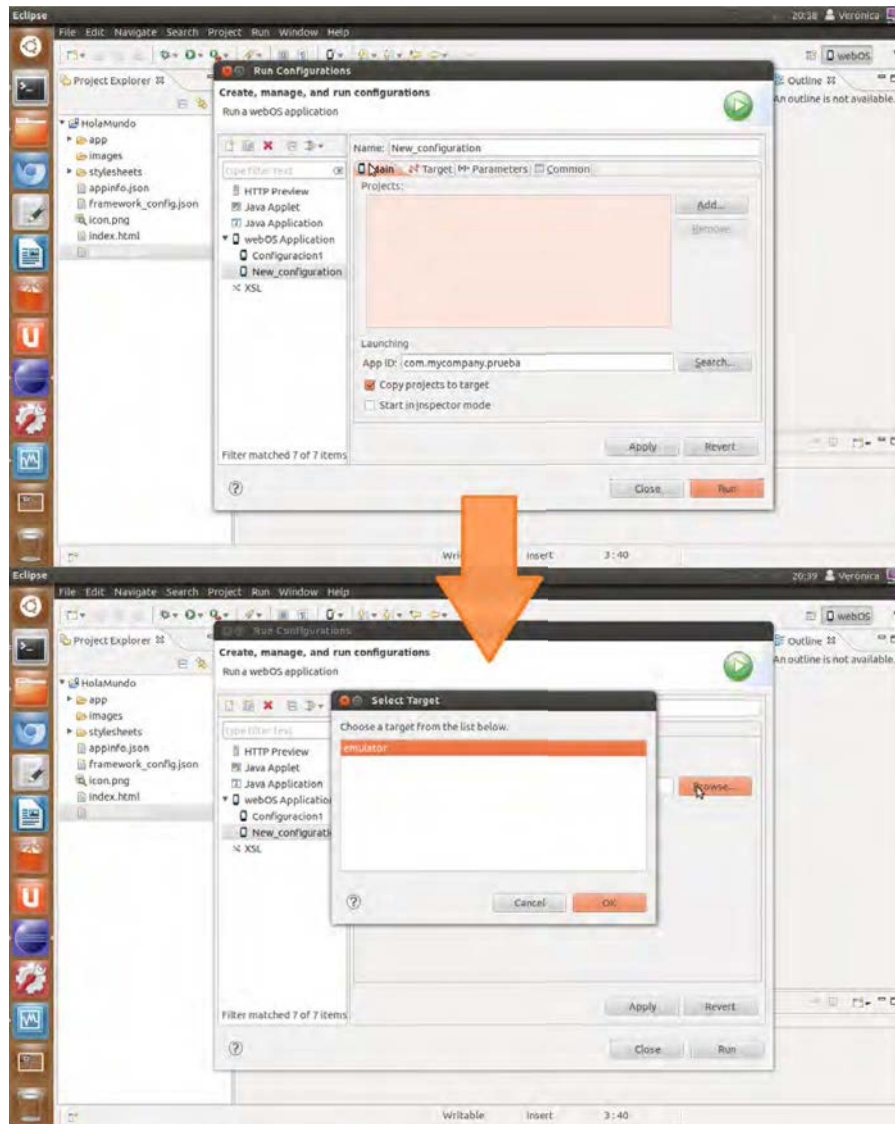 Eclipse
20:38 Verónica
File Edit Navigate Search Project Run Window Help
webOS
Project Explorer
Run Configurations
Outline
An outline is not available.
Create, manage, and run configurations
Run a webOS application
HolaMundo
app
images
stylesheets
appinfo.json
framework_config.json
icon.png
index.html
type filter text
HTTP Preview
Java Applet
Java Application
webOS Application
Configuracion1
New_configuration
XSL
Filter matched 7 of 7 items
Name: New_configuration
Main Target Parameters Common
Projects:
Add...
Remove
Launching
App ID: com.mycompany.prueba Search...
Copy projects to target
Start in inspector mode
Apply Revert
Close Run
Insert 3:40
Eclipse
20:39 Verónica
File Edit Navigate Search Project Run Window Help
webOS
Project Explorer
Run Configurations
Outline
An outline is not available.
Create, manage, and run configurations
Run a webOS application
HolaMundo
app
images
stylesheets
appinfo.json
framework_config.json
icon.png
index.html
type filter text
HTTP Preview
Java Applet
Java Application
webOS Application
Configuracion1
New_configurati
XSL
Filter matched 7 of 7 items
Select Target
Choose a target from the list below.
emulator
Browse...
Cancel OK
Apply Revert
Close Run
Writable Insert 3:40